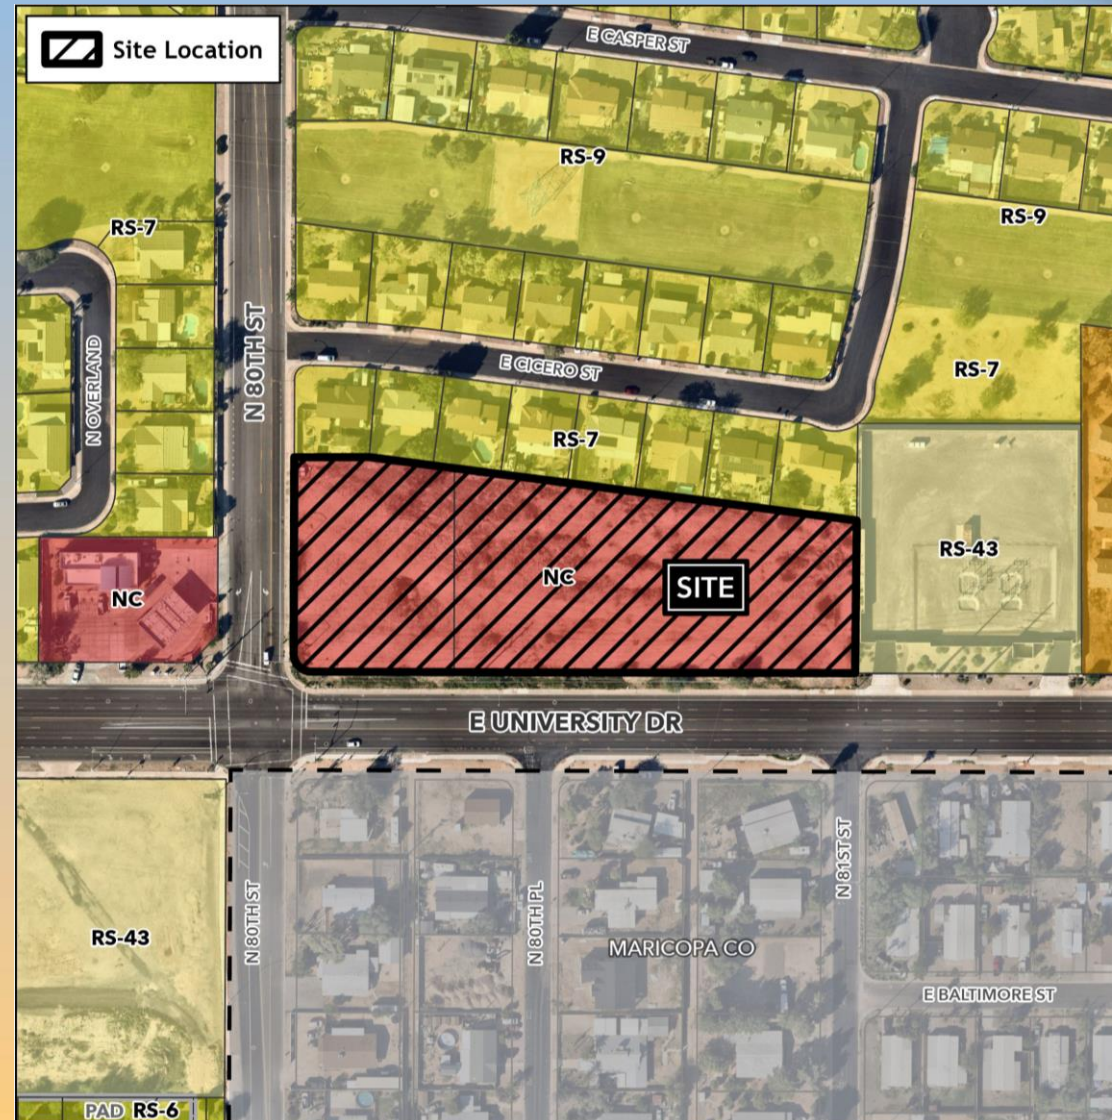 Site Location
E CASPER ST
RS-9
RS-9
RS-7
N 80TH ST
N OVERLAND
E CICERO ST
RS-7
RS-7
NC
NC
SITE
RS-43
E UNIVERSITY DR
N 80TH ST
N 80TH PL
N 81ST ST
RS-43
MARICOPA CO
E BALTIMORE ST
PAD RS-6